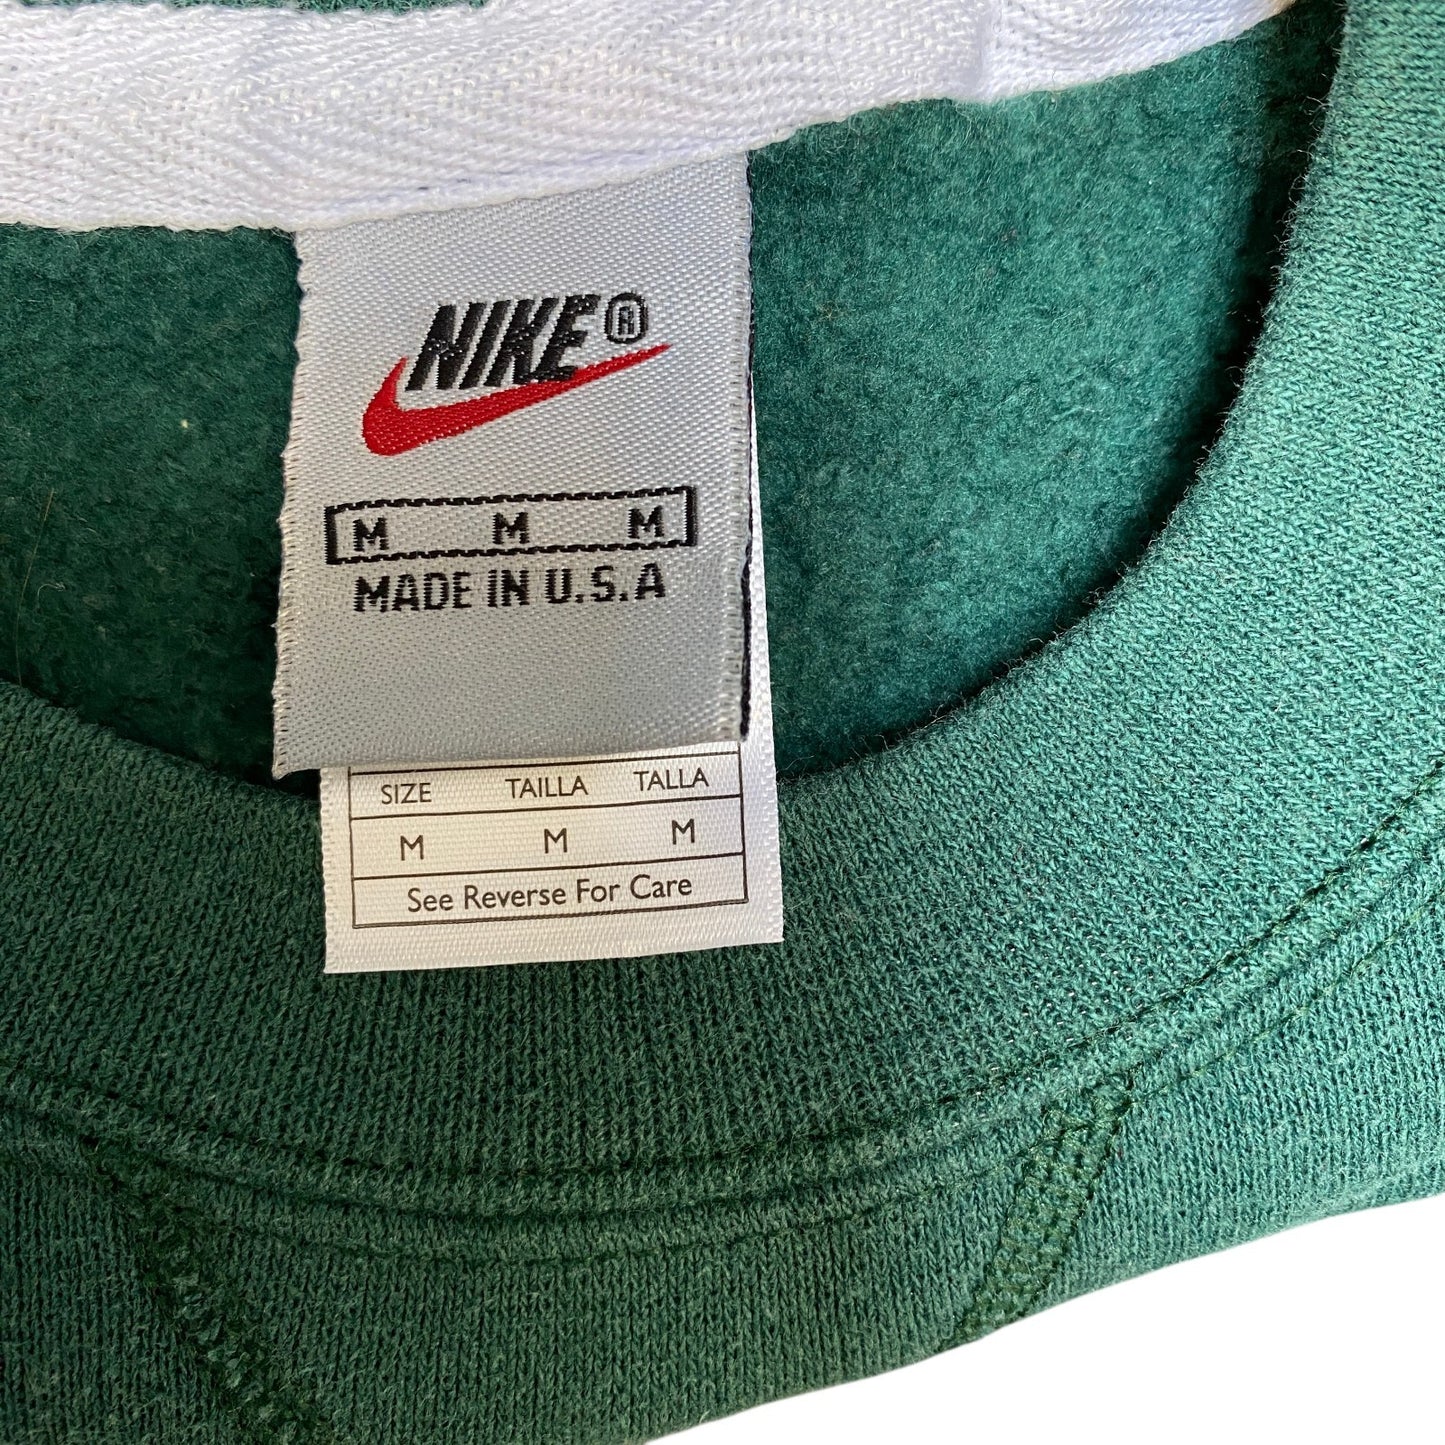 NIKE®
M M M
MADE IN U.S.A
SIZE TAILLA TALLA
M M M
See Reverse For Care